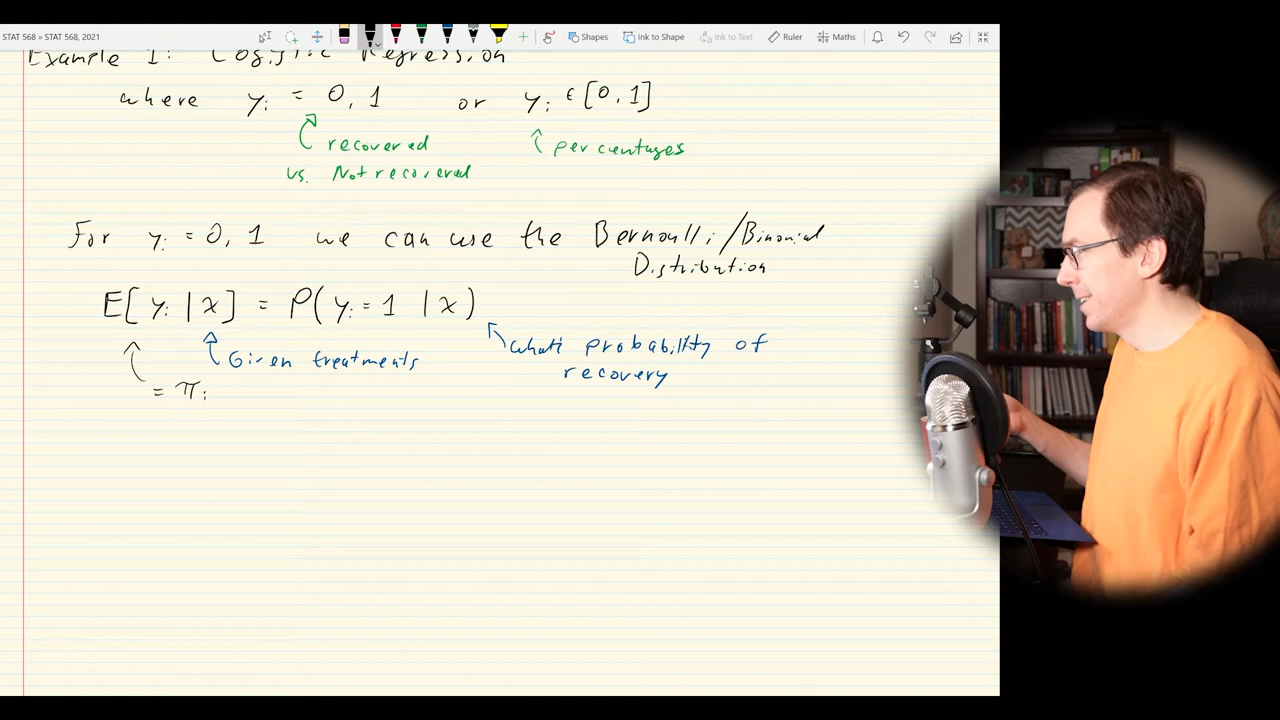 STAT 568 » STAT 568, 2021
Shapes Ink to Shape Ink to Text Ruler Maths
Example 1: Logistic Regression
where yi = 0, 1 or yi ∈ [0, 1]
recovered percentages
vs. Not recovered
For yi = 0, 1 we can use the Bernoulli/Binomial
Distribution
E[ yi | x ] = P( yi = 1 | x )
Given treatments what's probability of
recovery
= πi